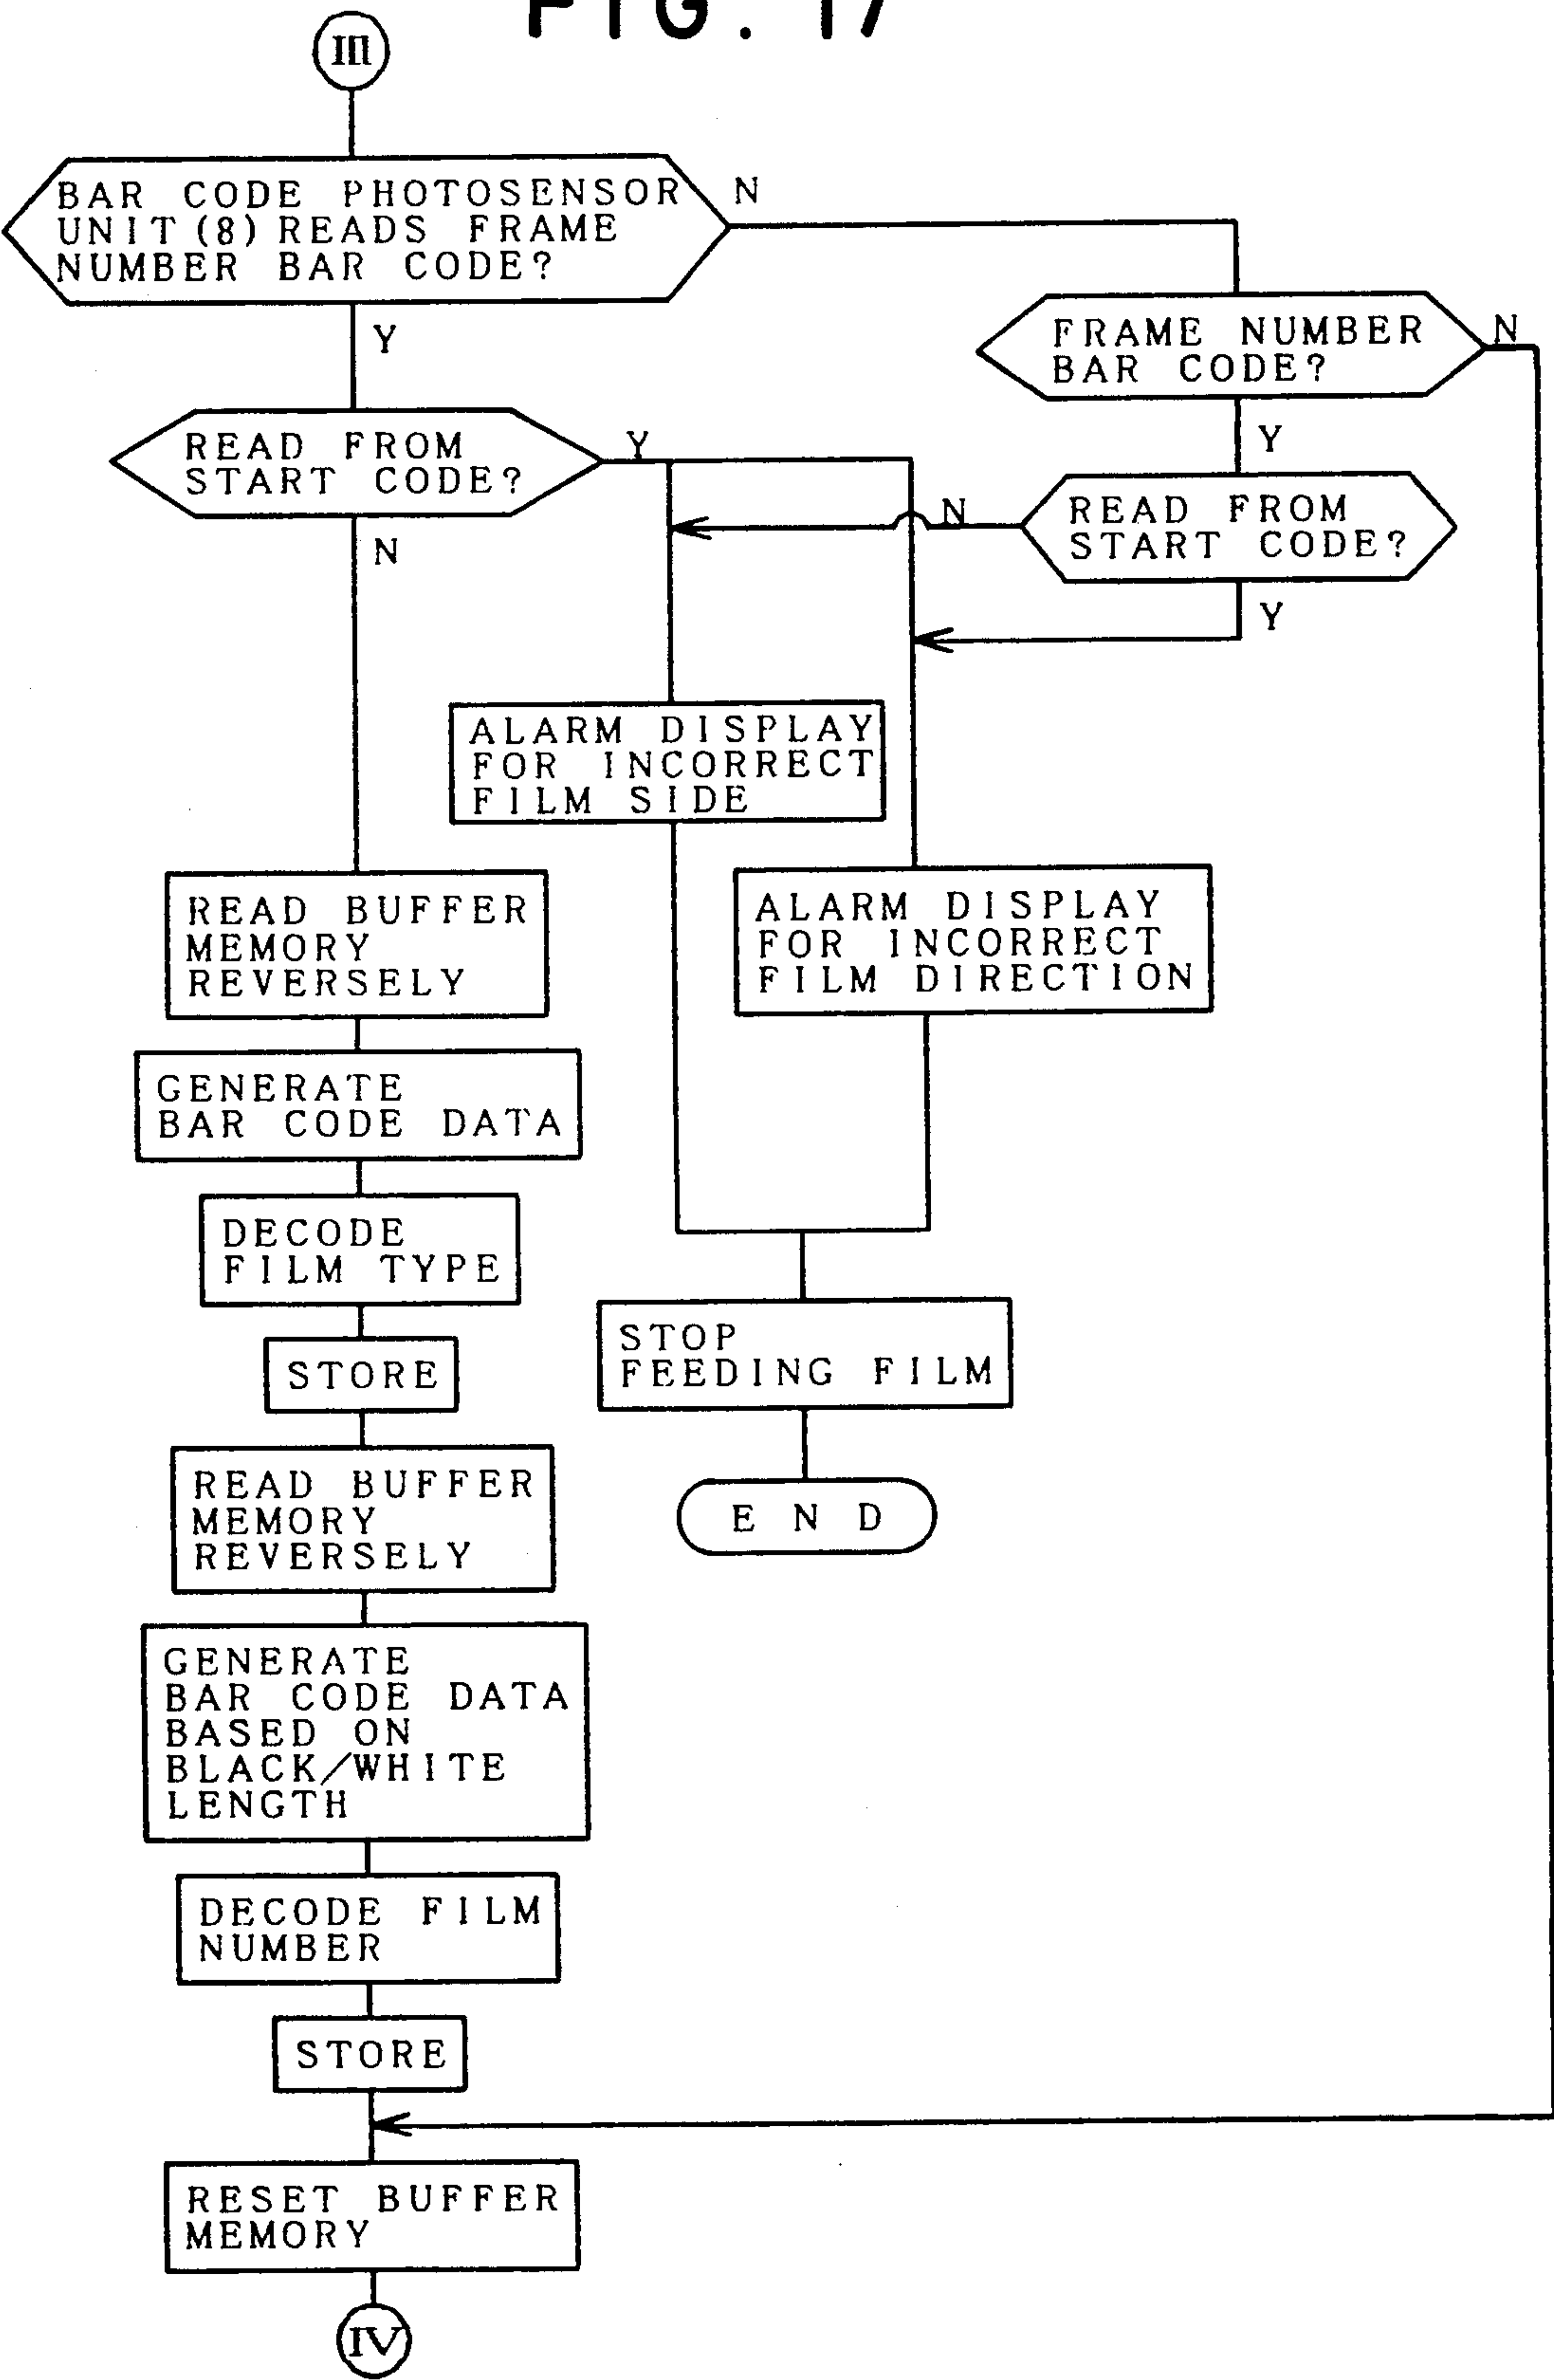 FIG. 17
III
BAR CODE PHOTOSENSOR
UNIT(8) READS FRAME
NUMBER BAR CODE?
N
Y
FRAME NUMBER
BAR CODE?
N
Y
READ FROM
START CODE?
Y
N
READ FROM
START CODE?
N
Y
ALARM DISPLAY
FOR INCORRECT
FILM SIDE
ALARM DISPLAY
FOR INCORRECT
FILM DIRECTION
READ BUFFER
MEMORY
REVERSELY
GENERATE
BAR CODE DATA
DECODE
FILM TYPE
STORE
STOP
FEEDING FILM
END
READ BUFFER
MEMORY
REVERSELY
GENERATE
BAR CODE DATA
BASED ON
BLACK/WHITE
LENGTH
DECODE FILM
NUMBER
STORE
RESET BUFFER
MEMORY
IV